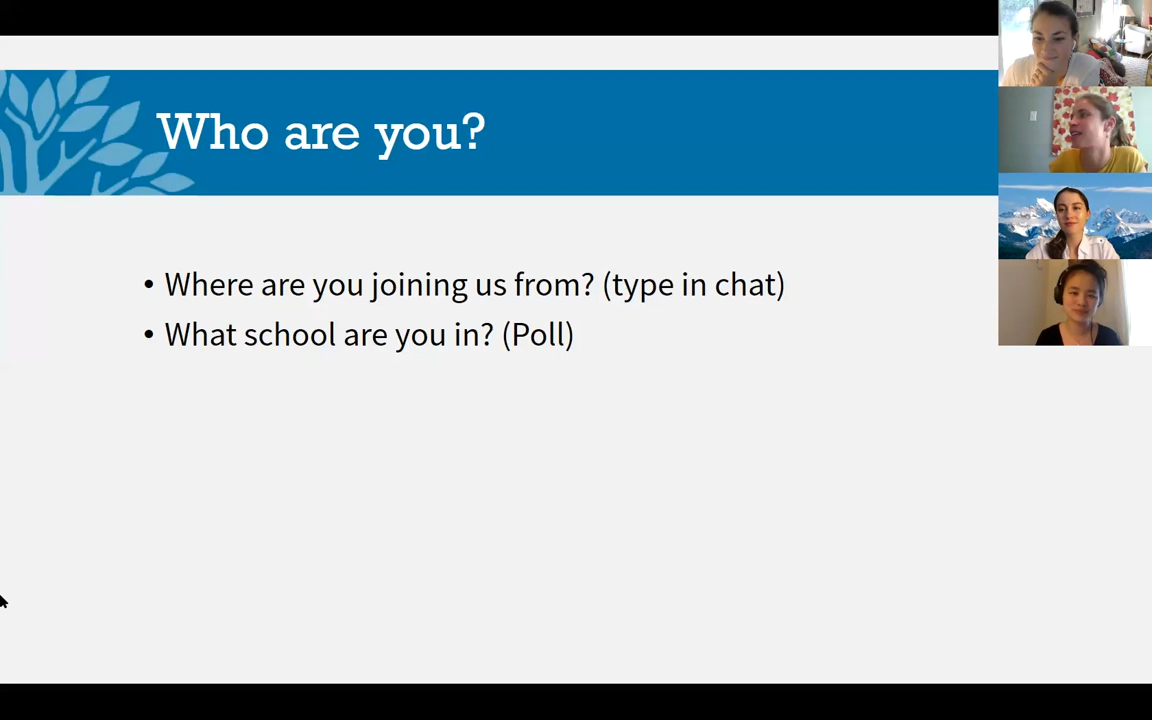 Who are you?
• Where are you joining us from? (type in chat)
• What school are you in? (Poll)